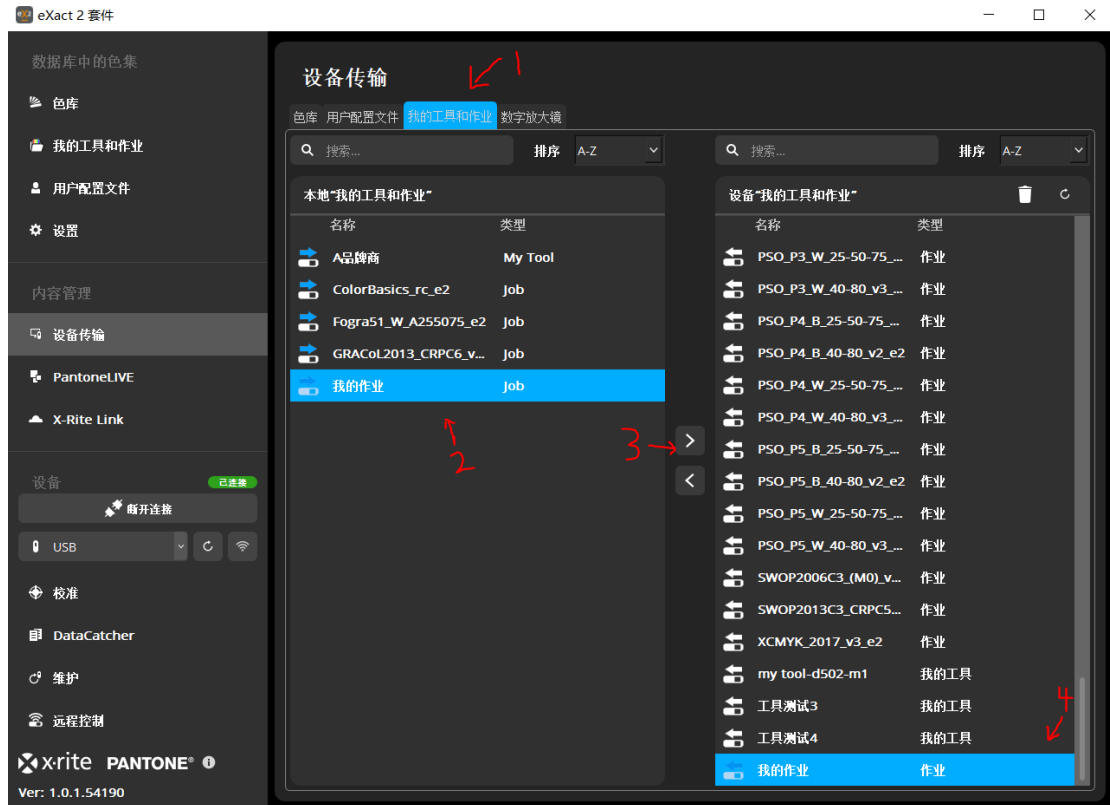 eXact 2 套件
数据库中的色集
色库
我的工具和作业
用户配置文件
设置
内容管理
设备传输
PantoneLIVE
X-Rite Link
设备 已连接
断开连接
USB
校准
DataCatcher
维护
远程控制
x·rite PANTONE®
Ver: 1.0.1.54190
设备传输
1
色库 用户配置文件 我的工具和作业 数字放大镜
搜索... 排序 A-Z
本地"我的工具和作业"
名称 类型
A品牌商 My Tool
ColorBasics_rc_e2 Job
Fogra51_W_A255075_e2 Job
GRACoL2013_CRPC6_v... Job
我的作业 Job
2
3
搜索... 排序 A-Z
设备"我的工具和作业"
名称 类型
PSO_P3_W_25-50-75_... 作业
PSO_P3_W_40-80_v3_... 作业
PSO_P4_B_25-50-75_... 作业
PSO_P4_B_40-80_v2_e2 作业
PSO_P4_W_25-50-75_... 作业
PSO_P4_W_40-80_v3_... 作业
PSO_P5_B_25-50-75_... 作业
PSO_P5_B_40-80_v2_e2 作业
PSO_P5_W_25-50-75_... 作业
PSO_P5_W_40-80_v3_... 作业
SWOP2006C3_(M0)_v... 作业
SWOP2013C3_CRPC5... 作业
XCMYK_2017_v3_e2 作业
my tool-d502-m1 我的工具
工具测试3 我的工具
工具测试4 我的工具
4
我的作业 作业